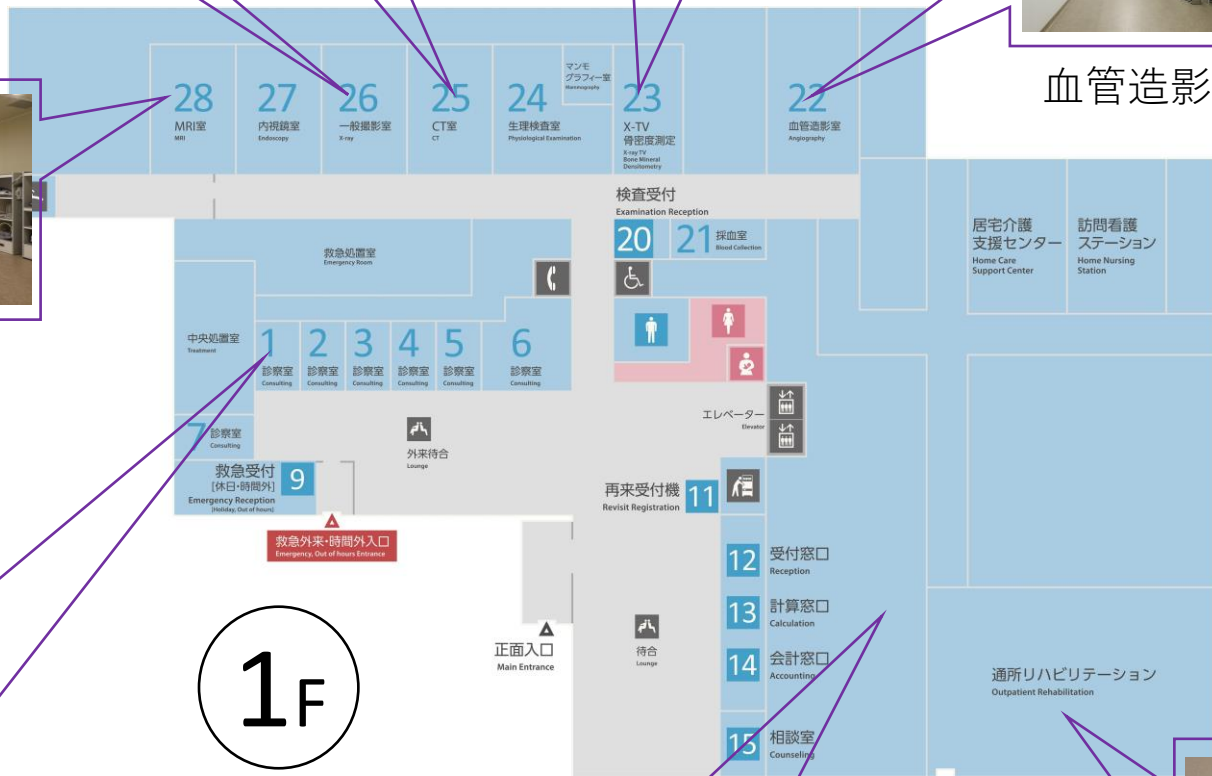 血管造影
28
MRI室
MRI
27
内視鏡室
Endoscopy
26
一般撮影室
X-ray
25
CT室
CT
24
生理検査室
Physiological Examination
マンモ
グラフィー室
Mammography
23
X-TV
骨密度測定
X-ray TV
Bone Mineral
Densitometry
22
血管造影室
Angiography
検査受付
Examination Reception
20
21
採血室
Blood Collection
居宅介護
支援センター
Home Care
Support Center
訪問看護
ステーション
Home Nursing
Station
救急処置室
Emergency Room
中央処置室
Treatment
1
診察室
Consulting
2
診察室
Consulting
3
診察室
Consulting
4
診察室
Consulting
5
診察室
Consulting
6
診察室
Consulting
7
診察室
Consulting
外来待合
Lounge
エレベーター
Elevator
救急受付
[休日・時間外]
Emergency Reception
[Holiday, Out of hours]
9
再来受付機
Revisit Registration
11
救急外来・時間外入口
Emergency, Out of hours Entrance
12
受付窓口
Reception
13
計算窓口
Calculation
14
会計窓口
Accounting
15
相談室
Counseling
正面入口
Main Entrance
待合
Lounge
通所リハビリテーション
Outpatient Rehabilitation
1F